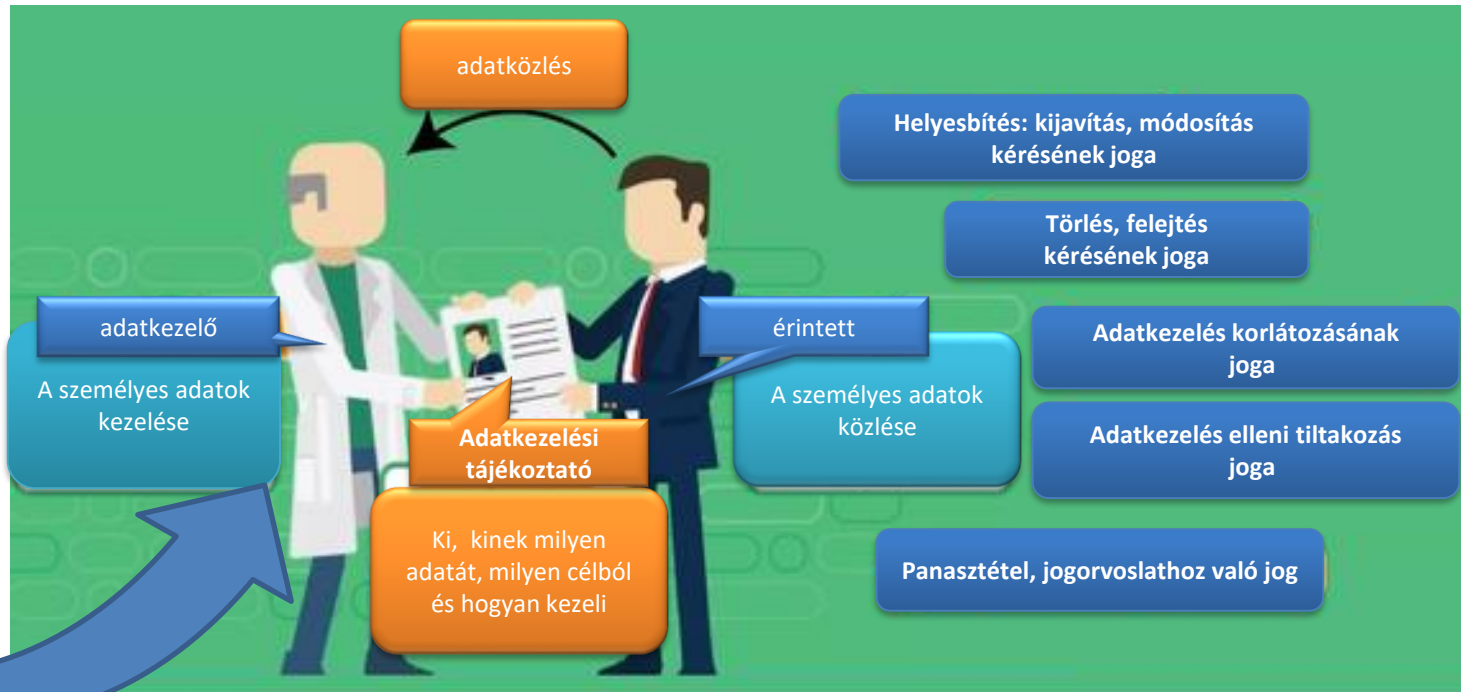 adatközlés
Helyesbítés: kijavítás, módosítás
kérésének joga
Törlés, felejtés
kérésének joga
adatkezelő
A személyes adatok
kezelése
érintett
A személyes adatok
közlése
Adatkezelés korlátozásának
joga
Adatkezelés elleni tiltakozás
joga
Adatkezelési
tájékoztató
Ki,  kinek milyen
adatát, milyen célból
és hogyan kezeli
Panasztétel, jogorvoslathoz való jog